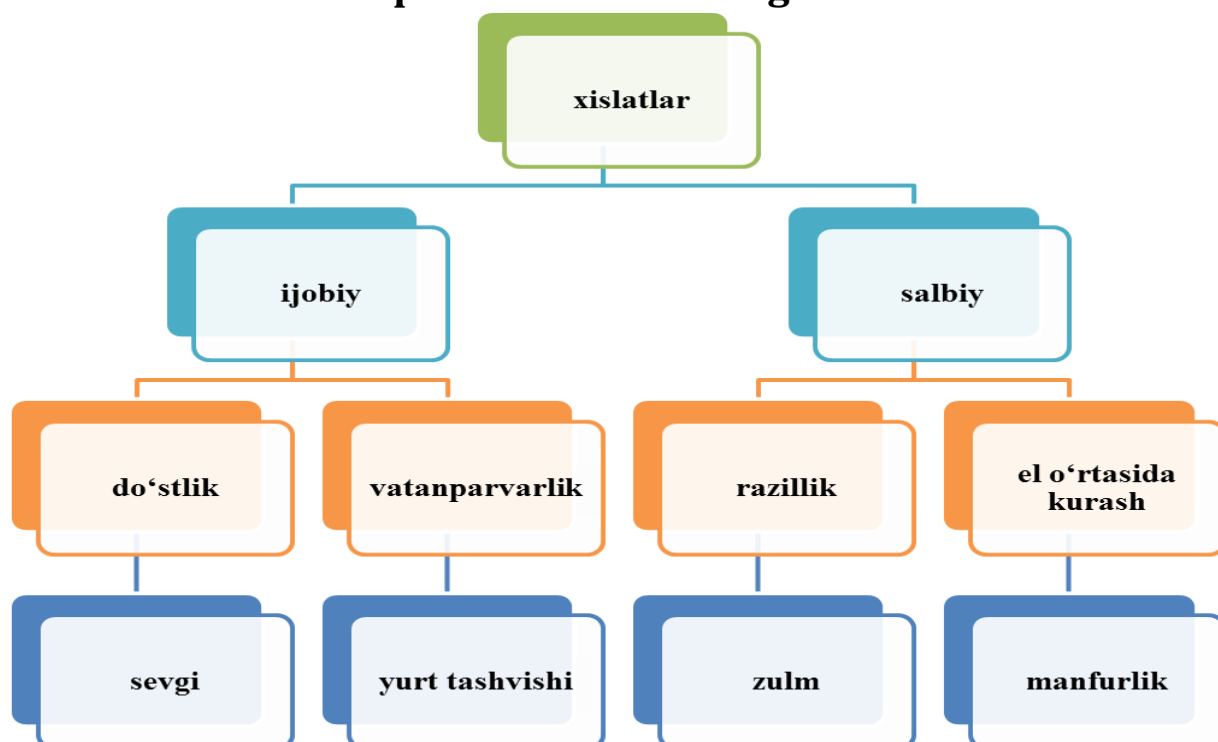 xislatlar
ijobiy
salbiy
do‘stlik
vatanparvarlik
razillik
el o‘rtasida
kurash
sevgi
yurt tashvishi
zulm
manfurlik